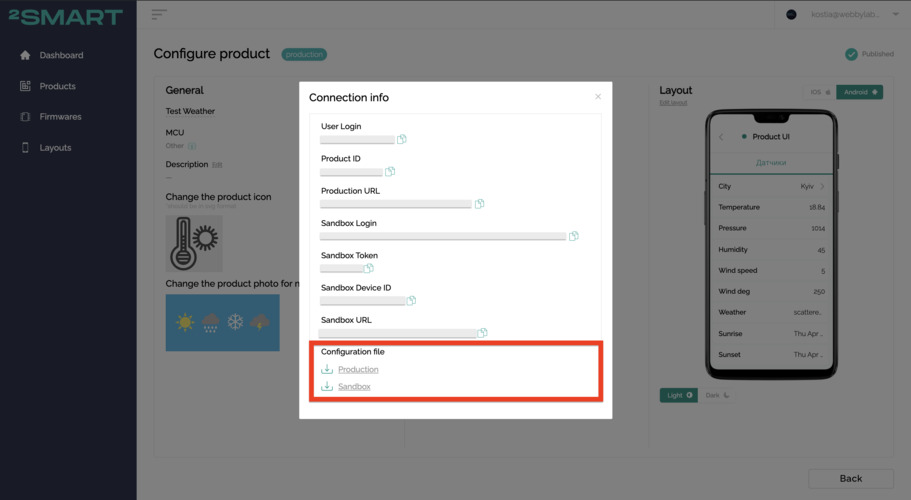 2SMART
kostia@webbylab...
Dashboard
Products
Firmwares
Layouts
Configure product
production
Published
General
Test Weather
MCU
Other
Description
Edit
Change the product icon
Change the product photo for n
Connection info
User Login
Product ID
Production URL
Sandbox Login
Sandbox Token
Sandbox Device ID
Sandbox URL
Configuration file
Production
Sandbox
Layout
Edit layout
IOS
Android
Product UI
Датчики
City
Kyiv
Temperature
18.84
Pressure
1014
Humidity
45
Wind speed
5
Wind deg
250
Weather
scattere...
Sunrise
Thu Apr ...
Sunset
Thu Apr ...
Light
Dark
Back